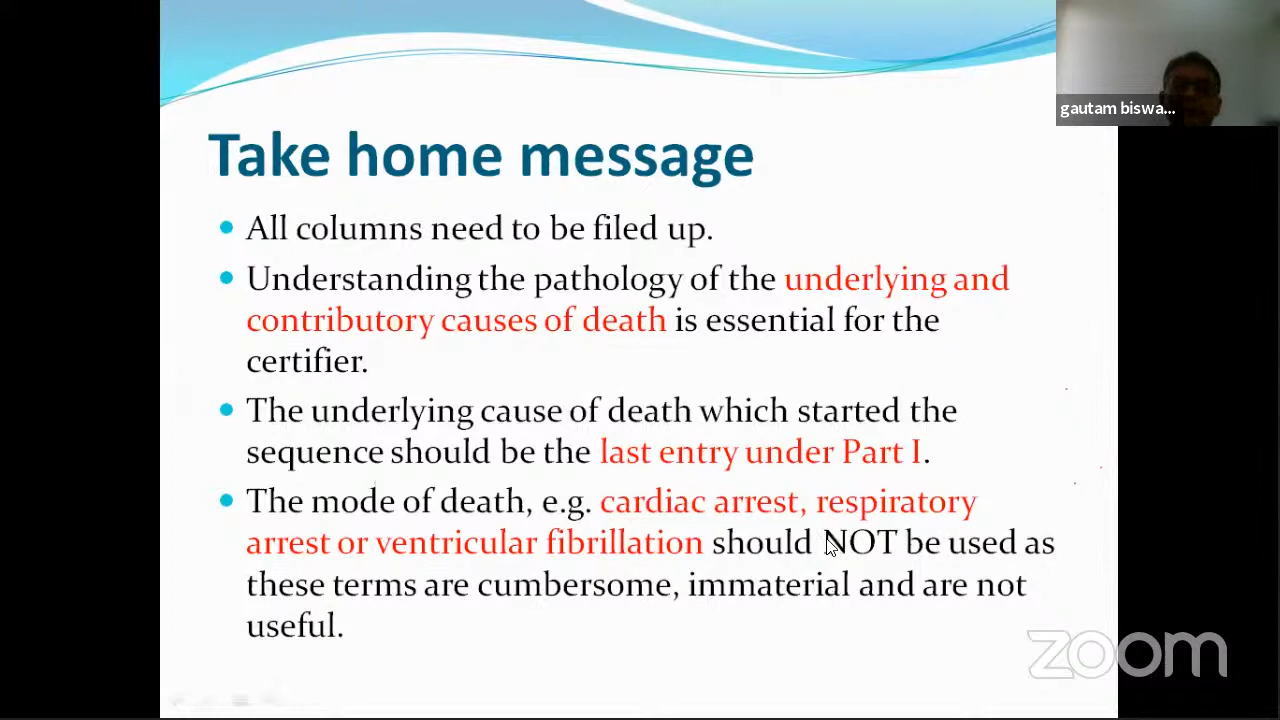 gautam biswa...
Take home message
All columns need to be filed up.
Understanding the pathology of the underlying and
contributory causes of death is essential for the
certifier.
The underlying cause of death which started the
sequence should be the last entry under Part I.
The mode of death, e.g. cardiac arrest, respiratory
arrest or ventricular fibrillation should NOT be used as
these terms are cumbersome, immaterial and are not
useful.
zoom